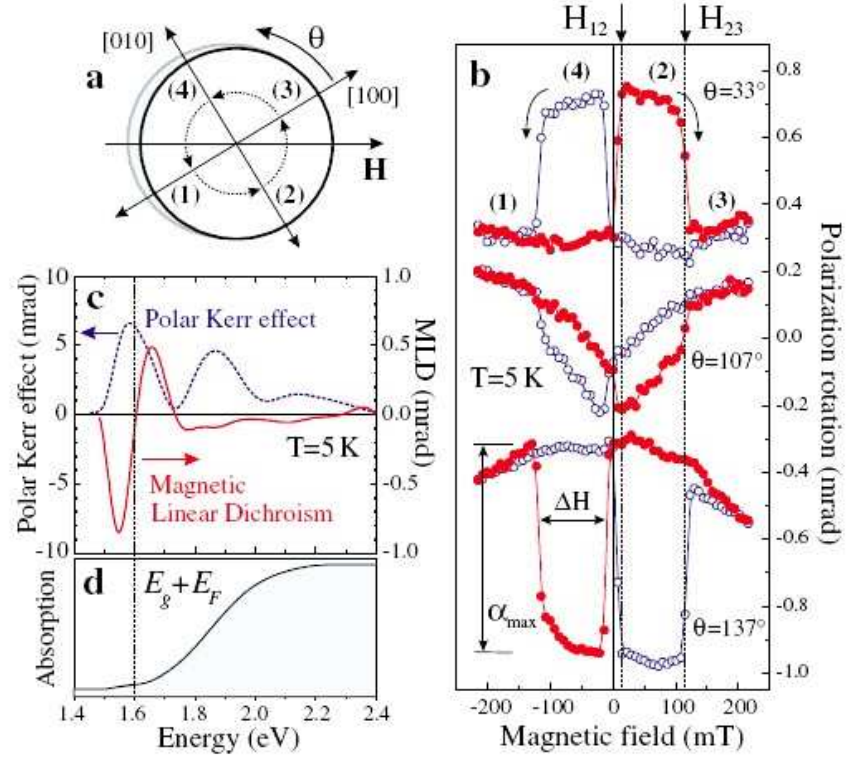 H12 H23
[010]
θ
a
(4)
(3)
[100]
H
(1)
(2)
b
(4)
(2)
θ=33°
(1)
(3)
T=5 K
θ=107°
ΔH
αmax
θ=137°
0.8
0.6
0.4
0.2
0.0
-0.2
-0.4
-0.6
-0.8
-1.0
Polarization rotation (mrad)
-200 -100 0 100 200
Magnetic field (mT)
c
Polar Kerr effect
T=5 K
Magnetic
Linear Dichroism
10
5
0
-5
-10
Polar Kerr effect (mrad)
1.0
0.5
0.0
-0.5
-1.0
MLD (mrad)
d
Eg+EF
Absorption
1.4 1.6 1.8 2.0 2.2 2.4
Energy (eV)